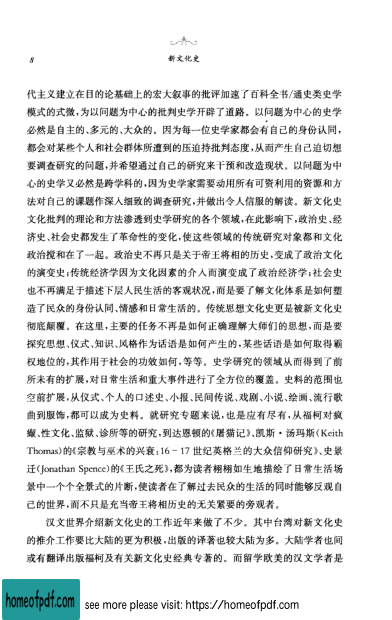 8
新文化史
代主义建立在目的论基础上的宏大叙事的批评加速了百科全书/通史类史学
模式的式微,为以问题为中心的批判史学开辟了道路。以问题为中心的史学
必然是自主的、多元的、大众的。因为每一位史学家都会有自己的身份认同,
都会对某些个人和社会群体所遭到的压迫持批判态度,从而产生自己迫切想
要调查研究的问题,并希望通过自己的研究来干预和改造现状。以问题为中
心的史学又必然是跨学科的,因为史学家需要动用所有可资利用的资源和方
法对自己的课题作深入细致的调查研究,并做出令人信服的解读。新文化史
文化批判的理论和方法渗透到史学研究的各个领域,在此影响下,政治史、经
济史、社会史都发生了革命性的变化,使这些领域的传统研究对象都和文化
政治搅和在了一起。政治史不再只是关于帝王将相的历史,变成了政治文化
的演变史;传统经济学因为文化因素的介入而演变成了政治经济学;社会史
也不再满足于描述下层人民生活的客观状况,而是要了解文化体系是如何塑
造了民众的身份认同、情感和日常生活的。传统思想文化史更是被新文化史
彻底颠覆。在这里,主要的任务不再是如何正确理解大师们的思想,而是要
探究思想、仪式、知识、风格作为话语是如何产生的,某些话语是如何取得霸
权地位的,其作用于社会的功效如何,等等。史学研究的领域从而得到了前
所未有的扩展,对日常生活和重大事件进行了全方位的覆盖。史料的范围也
空前扩展,从仪式、个人的口述史、小报、民间传说、戏剧、小说、绘画、流行歌
曲到服饰,都可以成为史料。就研究专题来说,也是应有尽有,从福柯对疯
癫、性文化、监狱、诊所等的研究,到达恩顿的《屠猫记》、凯斯·汤玛斯(Keith
Thomas)的《宗教与巫术的兴衰:16-17世纪英格兰的大众信仰研究》、史景
迁(Jonathan Spence)的《王氏之死》,都为读者栩栩如生地描绘了日常生活场
景中一个个全景式的片断,使读者在了解过去民众的生活的同时能够反观自
己的世界,而不只是充当帝王将相历史的无关紧要的旁观者。
汉文世界介绍新文化史的工作近年来做了不少。其中台湾对新文化史
的推介工作要比大陆的更为积极,出版的译著也较大陆为多。大陆学者也间
或有翻译出版福柯及有关新文化史经典专著的。而留学欧美的汉文学者是
homeofpdf.com
see more please visit: https://homeofpdf.com